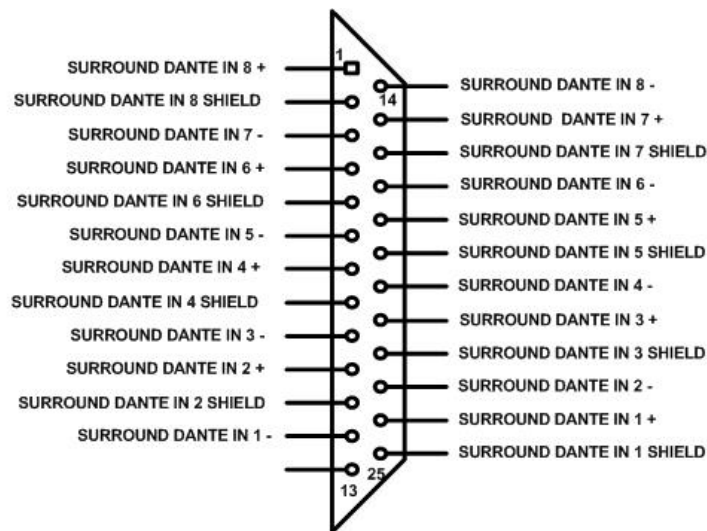 1
SURROUND DANTE IN 8 +
SURROUND DANTE IN 8 SHIELD
SURROUND DANTE IN 7 -
SURROUND DANTE IN 6 +
SURROUND DANTE IN 6 SHIELD
SURROUND DANTE IN 5 -
SURROUND DANTE IN 4 +
SURROUND DANTE IN 4 SHIELD
SURROUND DANTE IN 3 -
SURROUND DANTE IN 2 +
SURROUND DANTE IN 2 SHIELD
SURROUND DANTE IN 1 -
13
14
SURROUND DANTE IN 8 -
SURROUND DANTE IN 7 +
SURROUND DANTE IN 7 SHIELD
SURROUND DANTE IN 6 -
SURROUND DANTE IN 5 +
SURROUND DANTE IN 5 SHIELD
SURROUND DANTE IN 4 -
SURROUND DANTE IN 3 +
SURROUND DANTE IN 3 SHIELD
SURROUND DANTE IN 2 -
SURROUND DANTE IN 1 +
SURROUND DANTE IN 1 SHIELD
25